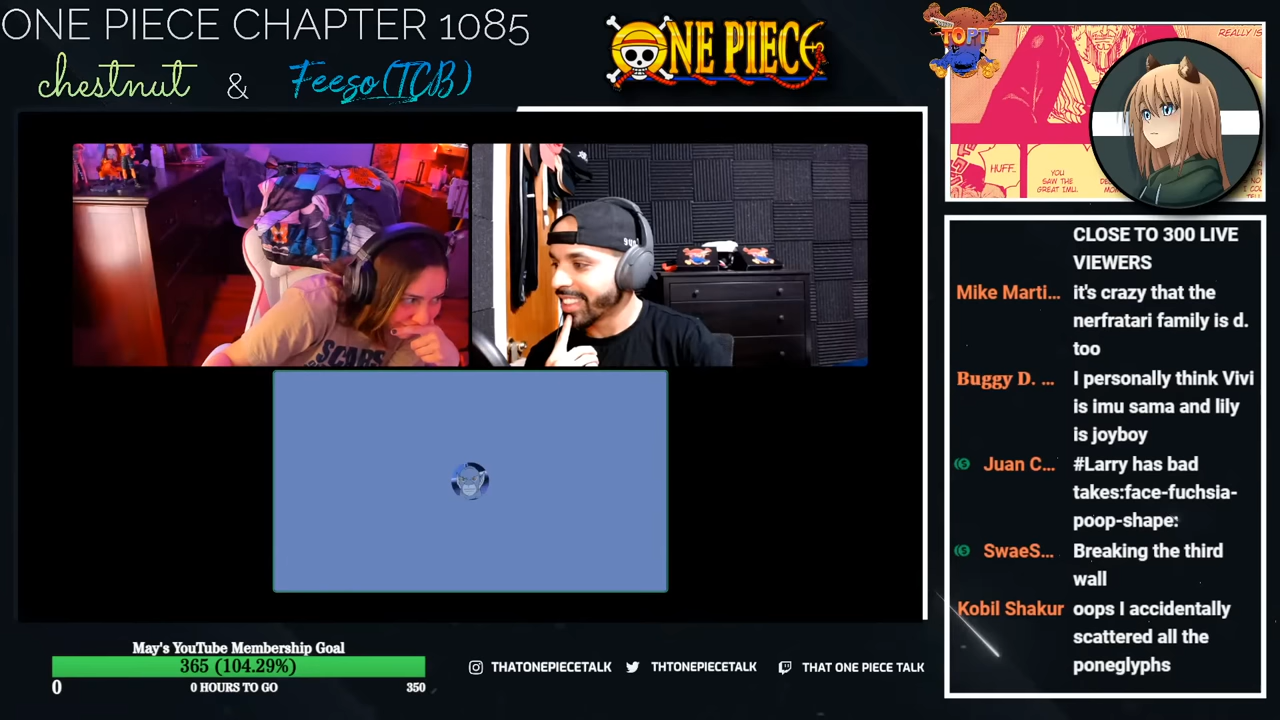 ONE PIECE CHAPTER 1085
chestnut & Feeso(TCB)
ONE PIECE
TOPT
REALLY IS
HUFF..
YOU
SAW THE
GREAT IMU.
SCARS
CLOSE TO 300 LIVE
VIEWERS
Mike Marti... it's crazy that the
nerfratari family is d.
too
Buggy D. ... I personally think Vivi
is imu sama and lily
is joyboy
Juan C... #Larry has bad
takes:face-fuchsia-
poop-shape:
SwaeS... Breaking the third
wall
Kobil Shakur oops I accidentally
scattered all the
poneglyphs
May's YouTube Membership Goal
365 (104.29%)
0 0 HOURS TO GO 350
THATONEPIECETALK THTONEPIECETALK THAT ONE PIECE TALK